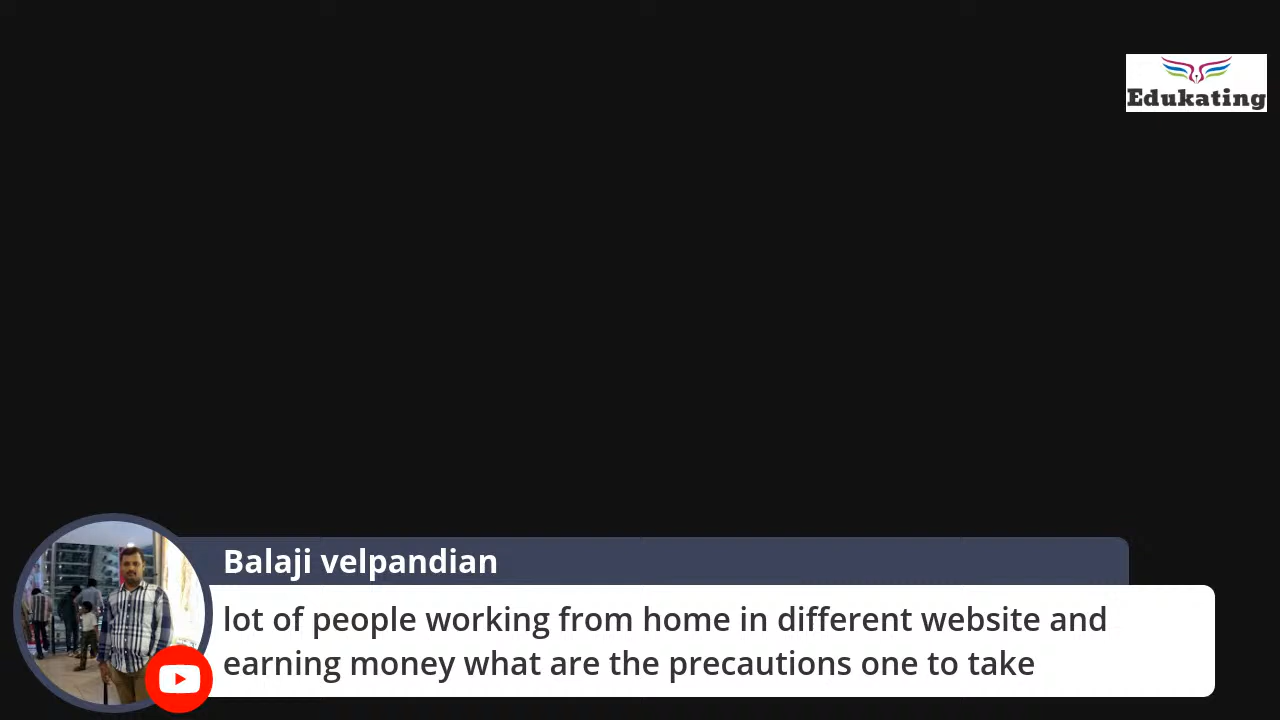 Edukating
Balaji velpandian
lot of people working from home in different website and
earning money what are the precautions one to take